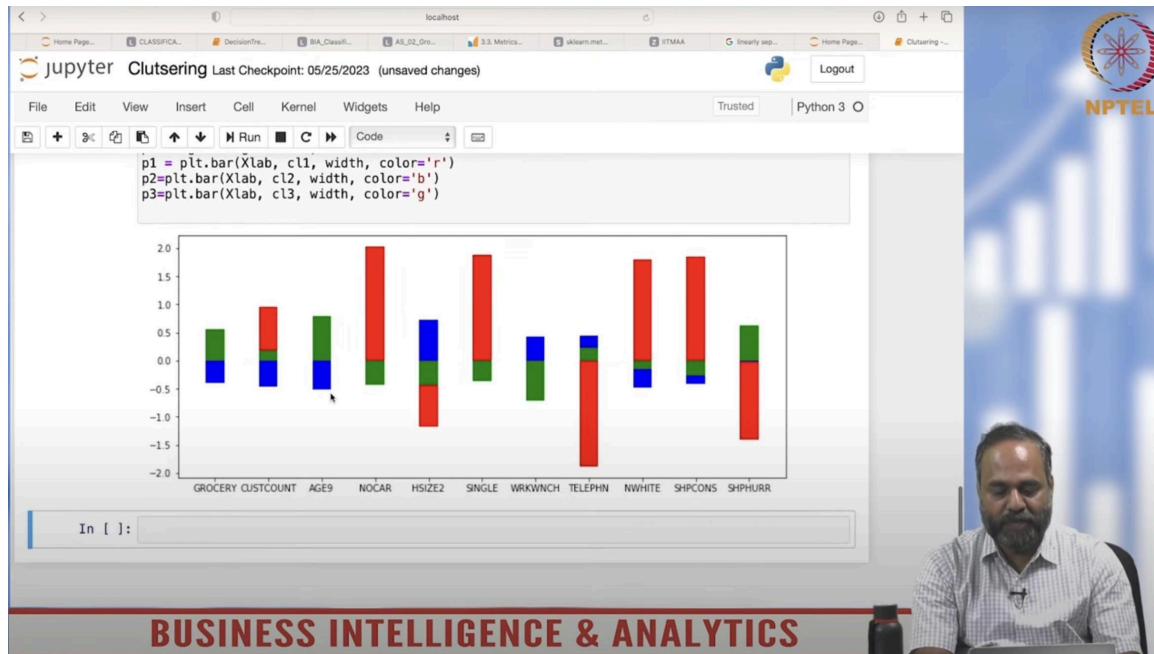 localhost
Home Page...
CLASSIFICA...
DecisionTre...
BIA_Classifi...
AS_02_Gro...
3.3. Metrics...
sklearn.met...
IITMAA
linearly sep...
Home Page...
Clutsering -...
jupyter Clutsering Last Checkpoint: 05/25/2023 (unsaved changes)
Logout
NPTEL
File Edit View Insert Cell Kernel Widgets Help
Trusted
Python 3
Run
Code
p1 = plt.bar(Xlab, cl1, width, color='r')
p2=plt.bar(Xlab, cl2, width, color='b')
p3=plt.bar(Xlab, cl3, width, color='g')
2.0
1.5
1.0
0.5
0.0
−0.5
−1.0
−1.5
−2.0
GROCERY CUSTCOUNT AGE9 NOCAR HSIZE2 SINGLE WRKWNCH TELEPHN NWHITE SHPCONS SHPHURR
In [ ]:
BUSINESS INTELLIGENCE & ANALYTICS